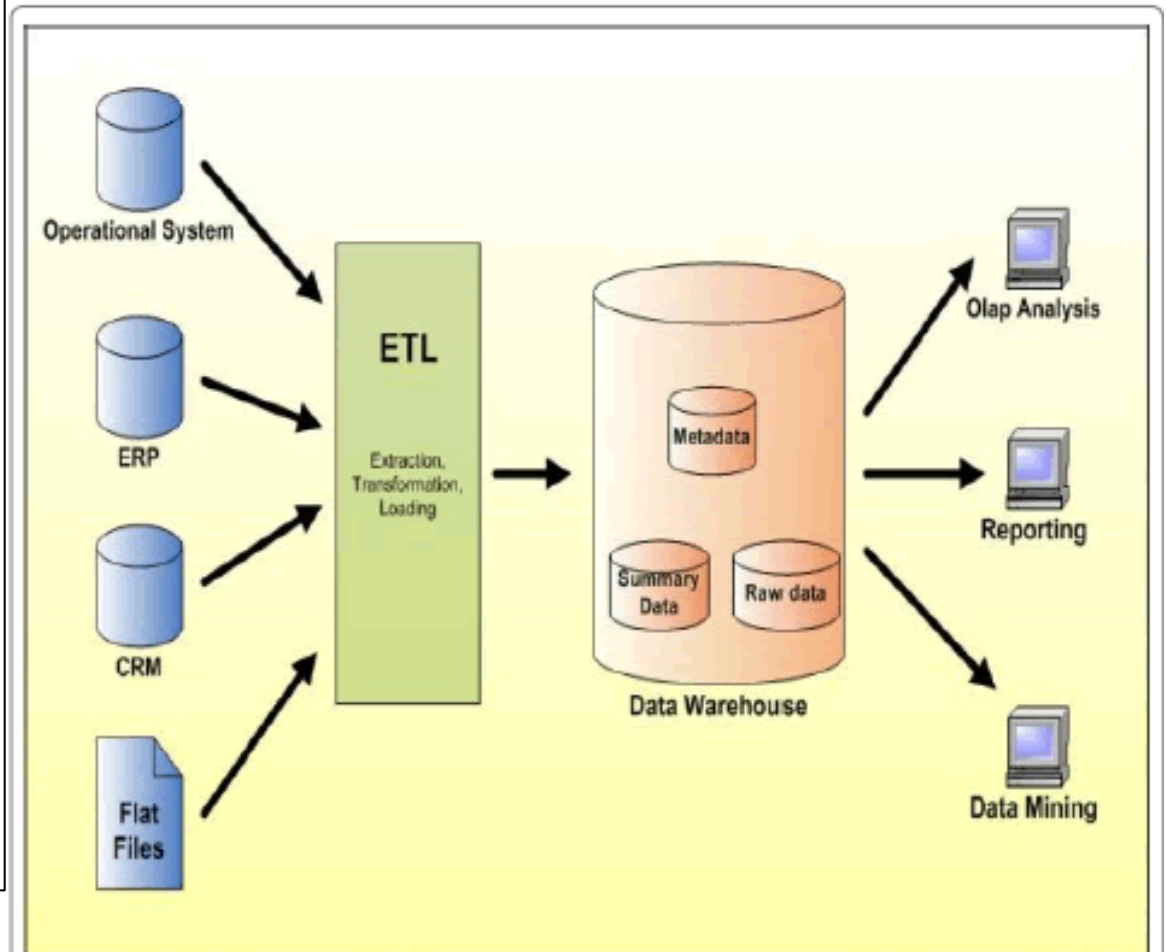 Operational System
ERP
CRM
Flat
Files
ETL
Extraction,
Transformation,
Loading
Metadata
Summary
Data
Raw data
Data Warehouse
Olap Analysis
Reporting
Data Mining